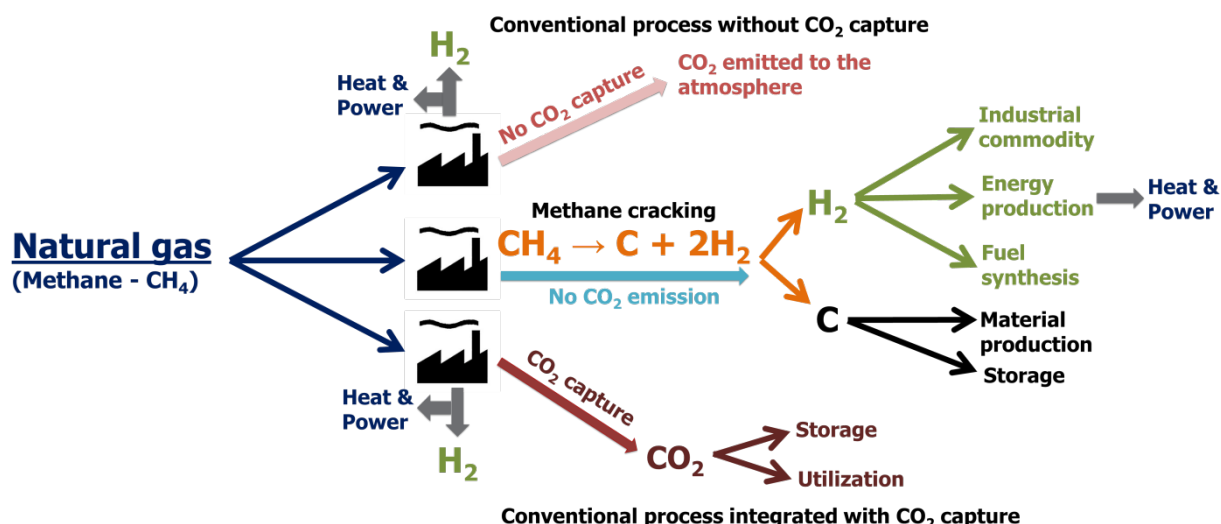 Conventional process without CO₂ capture
H₂
Heat &
Power
No CO₂ capture
CO₂ emitted to the
atmosphere
Natural gas
(Methane - CH₄)
Methane cracking
CH₄ → C + 2H₂
No CO₂ emission
H₂
Industrial
commodity
Energy
production
Heat &
Power
Fuel
synthesis
C
Material
production
Storage
Heat &
Power
H₂
CO₂ capture
CO₂
Storage
Utilization
Conventional process integrated with CO₂ capture